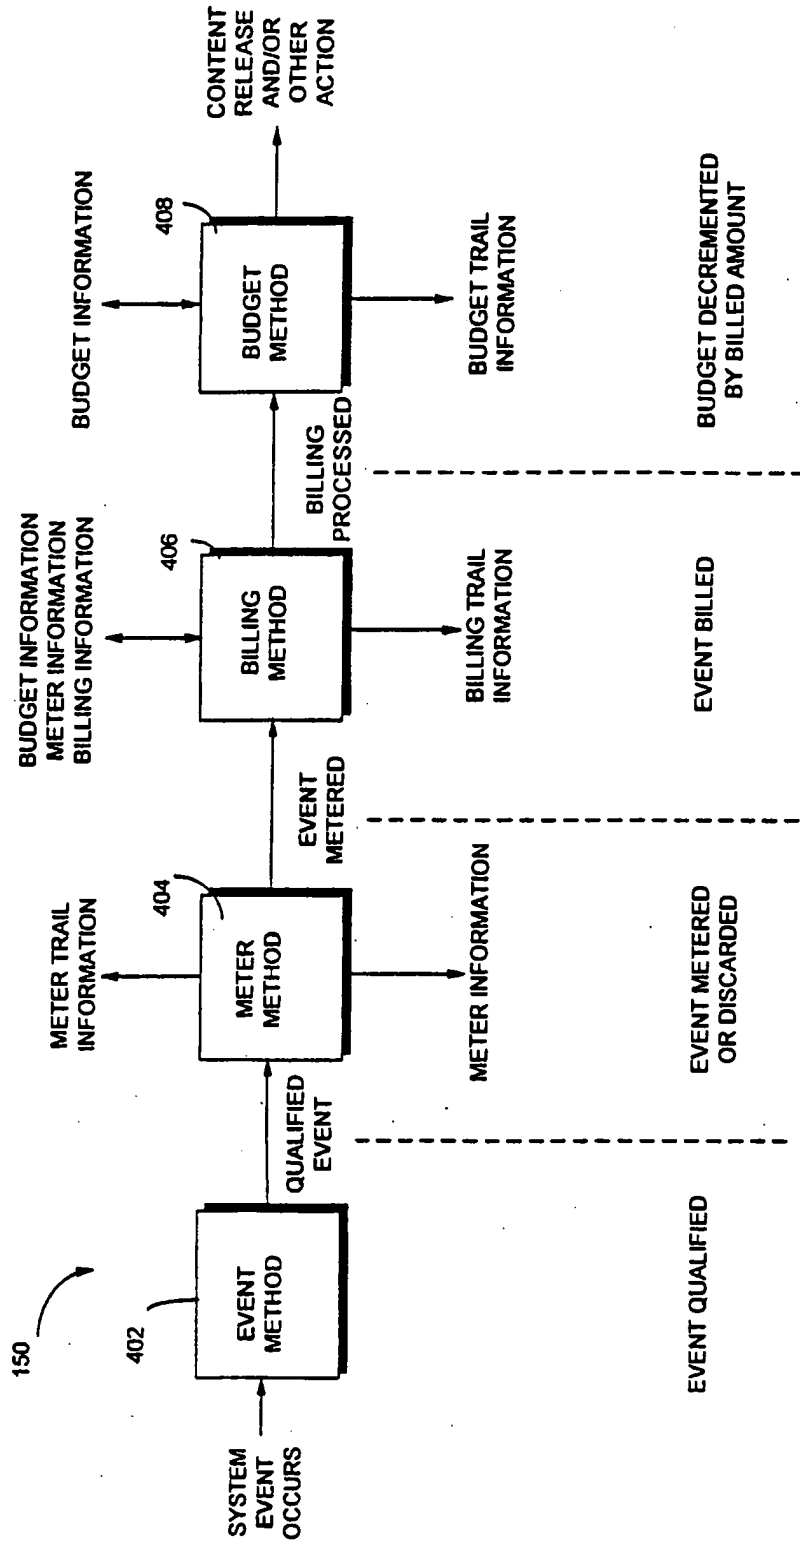 150
SYSTEM
EVENT
OCCURS
402
EVENT
METHOD
QUALIFIED
EVENT
METER TRAIL
INFORMATION
404
METER
METHOD
METER INFORMATION
EVENT
METERED
BUDGET INFORMATION
METER INFORMATION
BILLING INFORMATION
406
BILLING
METHOD
BILLING TRAIL
INFORMATION
BILLING
PROCESSED
BUDGET INFORMATION
408
BUDGET
METHOD
BUDGET TRAIL
INFORMATION
CONTENT
RELEASE
AND/OR
OTHER
ACTION
EVENT QUALIFIED
EVENT METERED
OR DISCARDED
EVENT BILLED
BUDGET DECREMENTED
BY BILLED AMOUNT